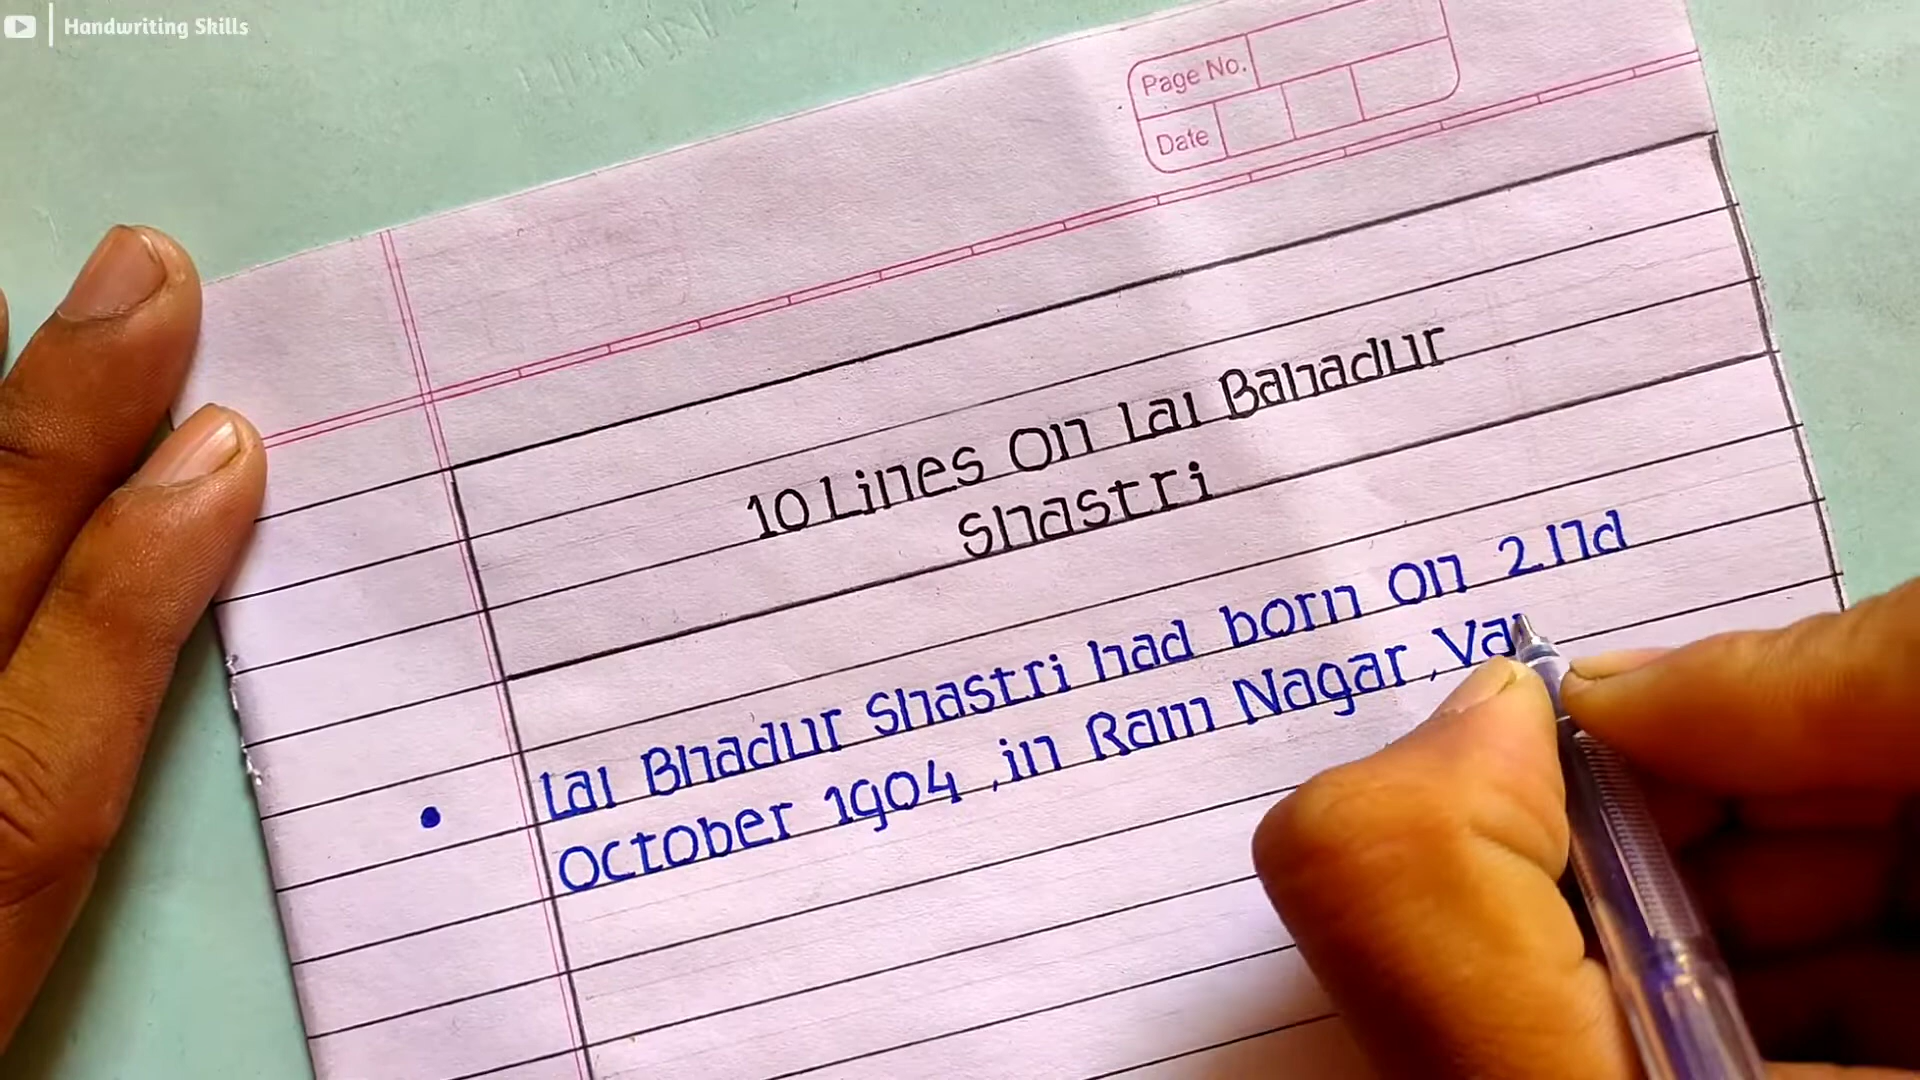 Handwriting Skills
Page No.
Date
10 Lines On Lal Bahadur
Shastri
Lal Bhadur Shastri had born on 2nd
October 1904 ,in Ram Nagar ,